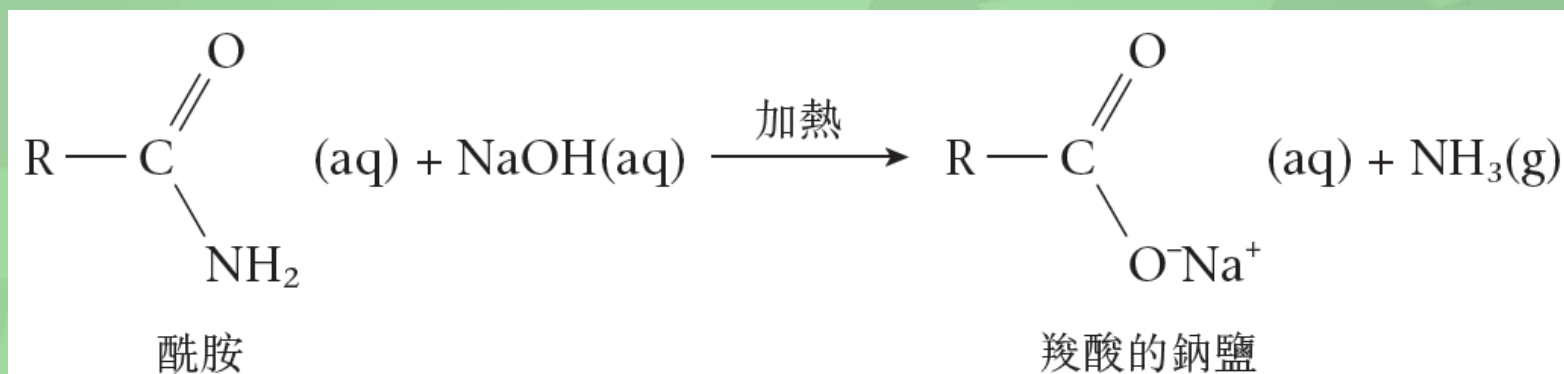 O O
加熱
R — C (aq) + NaOH(aq) → R — C (aq) + NH₃(g)
NH₂ O⁻Na⁺
酰胺 羧酸的鈉鹽